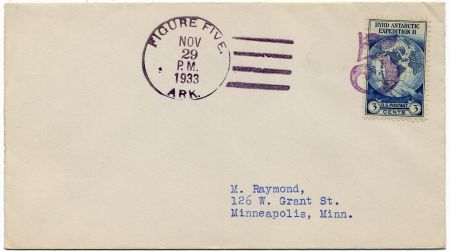 FIGURE FIVE,
NOV
29
P.M.
1933
ARK.
BYRD ANTARCTIC
EXPEDITION II
U.S. POSTAGE
3 3
CENTS
M. Raymond,
126 W. Grant St.
Minneapolis, Minn.